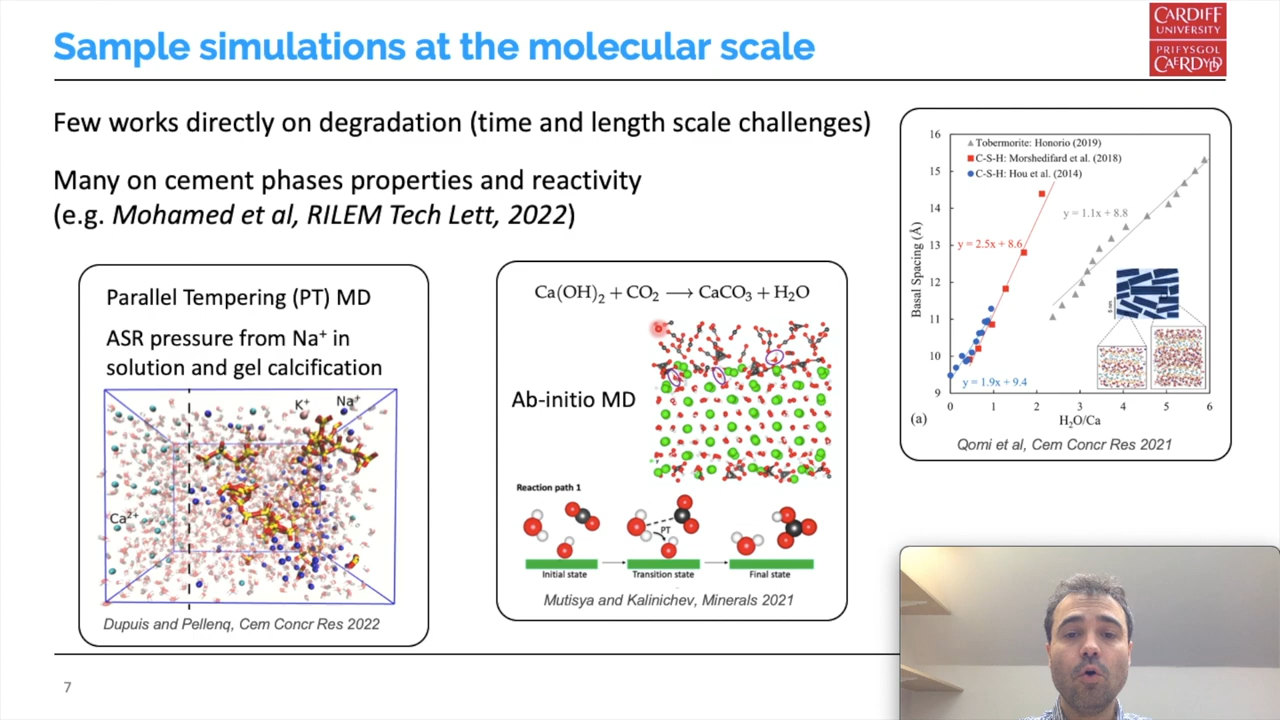 Sample simulations at the molecular scale
CARDIFF
UNIVERSITY
PRIFYSGOL
CAERDYDD
Few works directly on degradation (time and length scale challenges)
Many on cement phases properties and reactivity
(e.g. Mohamed et al, RILEM Tech Lett, 2022)
Parallel Tempering (PT) MD
ASR pressure from Na⁺ in
solution and gel calcification
K⁺
Na⁺
Ca²⁺
Dupuis and Pellenq, Cem Concr Res 2022
Ca(OH)₂ + CO₂ ⟶ CaCO₃ + H₂O
Ab-initio MD
Reaction path 1
PT
Initial state
Transition state
Final state
Mutisya and Kalinichev, Minerals 2021
16
15
14
13
12
11
10
9
Basal Spacing (Å)
Tobermorite: Honorio (2019)
C-S-H: Morshedifard et al. (2018)
C-S-H: Hou et al. (2014)
y = 1.1x + 8.8
y = 2.5x + 8.6
y = 1.9x + 9.4
0 1 2 3 4 5 6
(a)
H₂O/Ca
Qomi et al, Cem Concr Res 2021
7